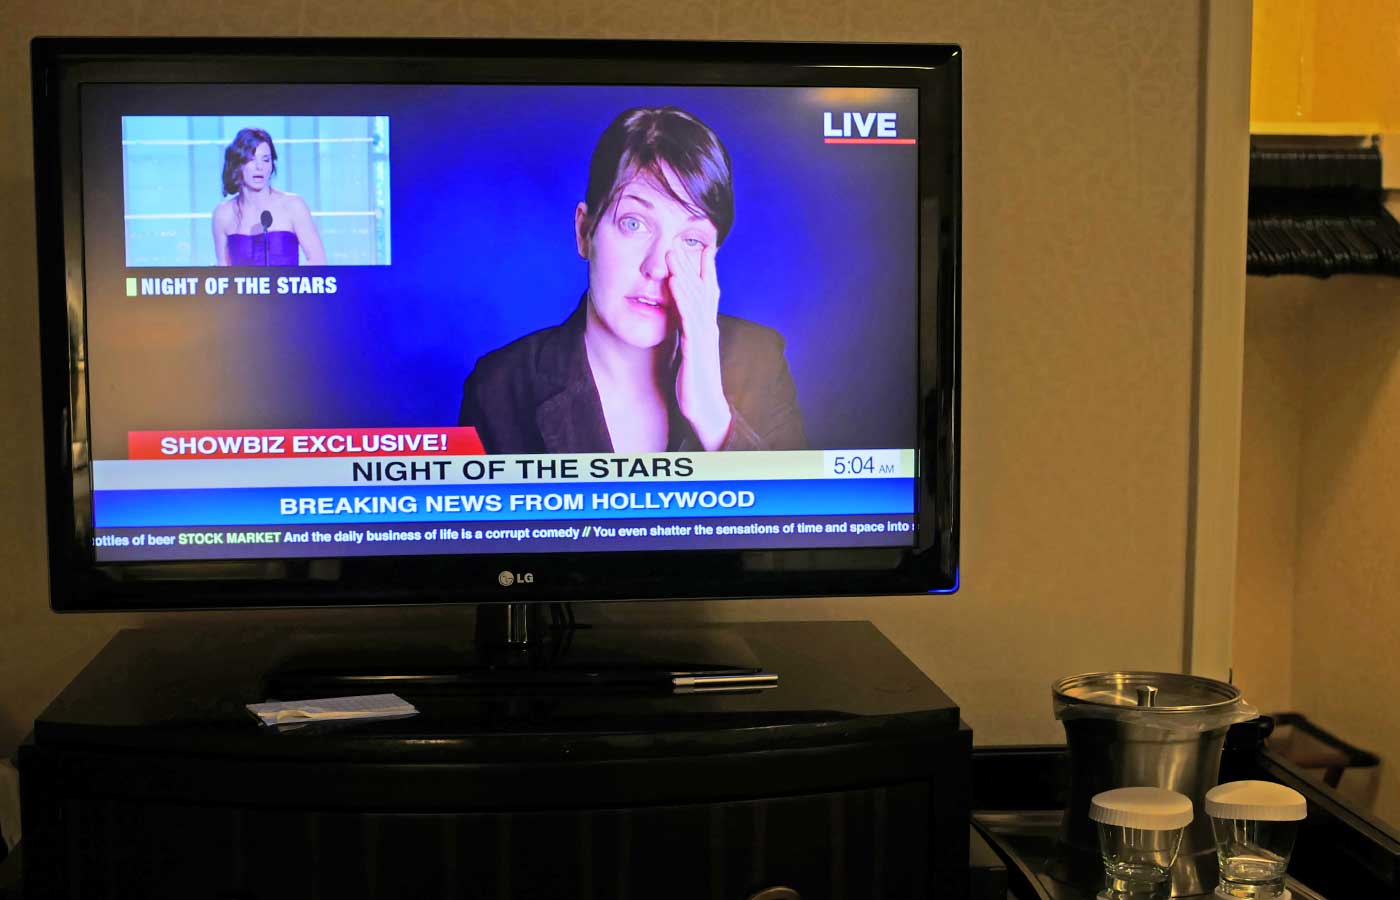 LIVE
NIGHT OF THE STARS
SHOWBIZ EXCLUSIVE!
NIGHT OF THE STARS
5:04 AM
BREAKING NEWS FROM HOLLYWOOD
of beer STOCK MARKET And the daily business of life is a corrupt comedy // You even shatter the sensations of time and space into
LG